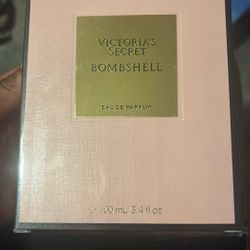 VICTORIA'S
SECRET
BOMBSHELL
EAU DE PARFUM
e 100 mL/3.4 fl oz